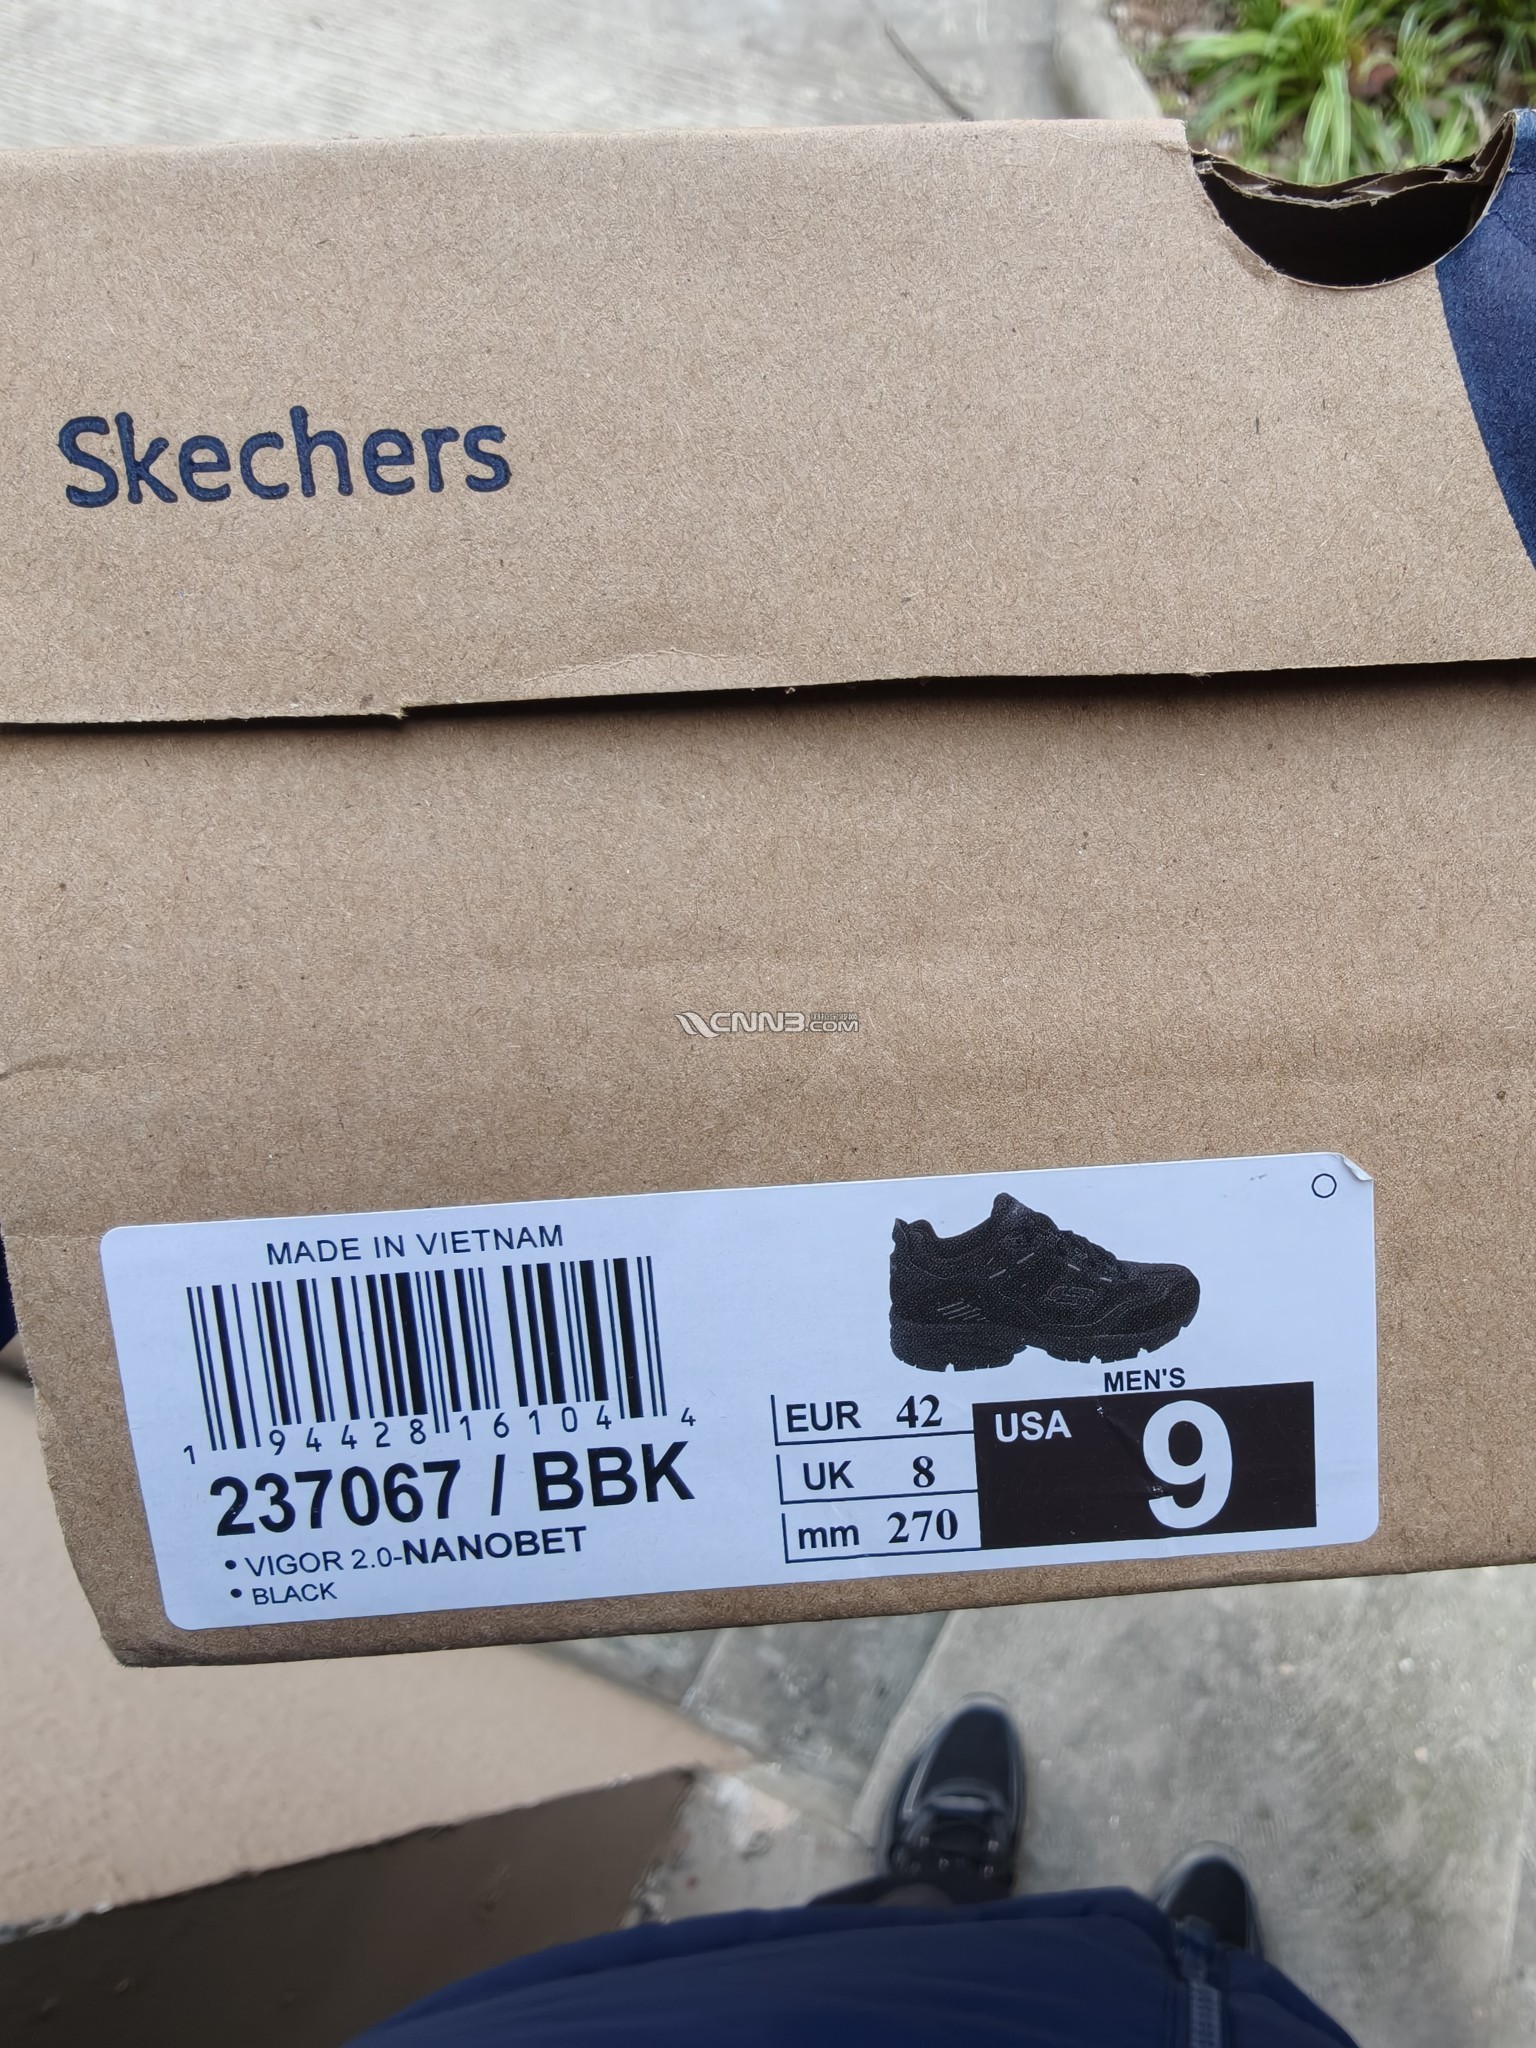 Skechers
CNN3.COM
MADE IN VIETNAM
1 94428 16104 4
237067 / BBK
• VIGOR 2.0-NANOBET
• BLACK
MEN'S
EUR 42
UK 8
mm 270
USA 9